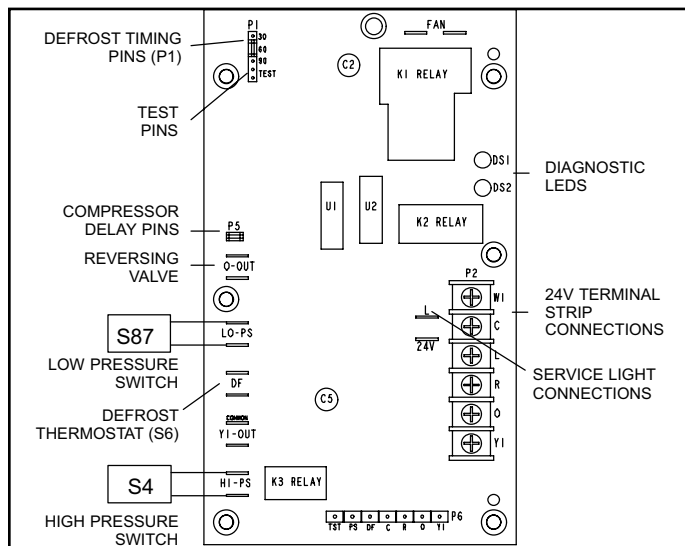 P1
30
60
90
TEST
DEFROST TIMING
PINS (P1)
TEST
PINS
FAN
C2
K1 RELAY
DS1
DS2
DIAGNOSTIC
LEDS
U1
U2
K2 RELAY
COMPRESSOR
DELAY PINS
P5
REVERSING
VALVE
O-OUT
P2
W1
C
L
R
O
Y1
24V TERMINAL
STRIP
CONNECTIONS
L
24V
SERVICE LIGHT
CONNECTIONS
S87
LO-PS
LOW PRESSURE
SWITCH
DF
DEFROST
THERMOSTAT (S6)
C5
COMMON
Y1-OUT
S4
HI-PS
K3 RELAY
HIGH PRESSURE
SWITCH
P6
TST PS DF C R O Y1